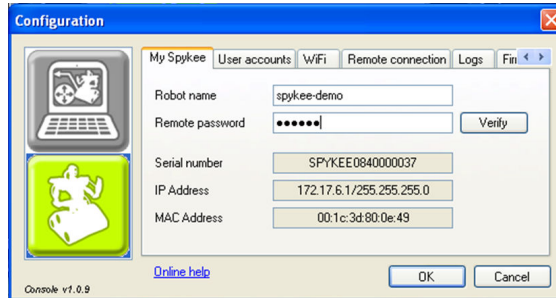 Configuration
My Spykee User accounts WiFi Remote connection Logs
Robot name spykee-demo
Remote password ●●●●●● Verify
Serial number SPYKEE0840000037
IP Address 172.17.6.1/255.255.255.0
MAC Address 00:1c:3d:80:0e:49
Online help OK Cancel
Console v1.0.9